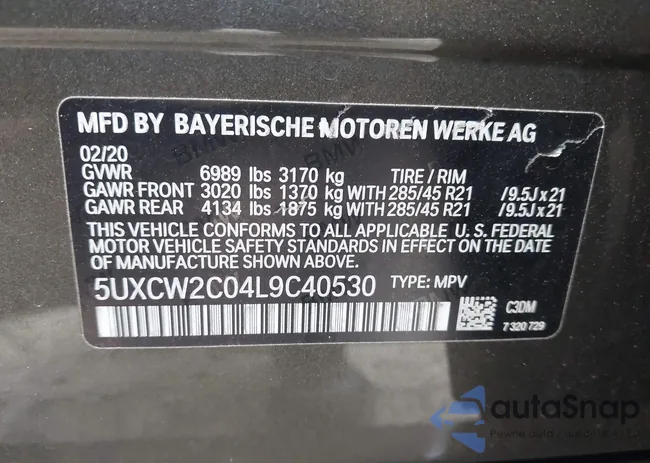 MFD BY BAYERISCHE MOTOREN WERKE AG
02/20
GVWR 6989 lbs 3170 kg TIRE / RIM
GAWR FRONT 3020 lbs 1370 kg WITH 285/45 R21 /9.5J x 21
GAWR REAR 4134 lbs 1875 kg WITH 285/45 R21 /9.5J x 21
THIS VEHICLE CONFORMS TO ALL APPLICABLE U.S. FEDERAL
MOTOR VEHICLE SAFETY STANDARDS IN EFFECT ON THE DATE
OF MANUFACTURE SHOWN ABOVE.
5UXCW2C04L9C40530 TYPE: MPV
C3DM
7 320 729
autaSnap